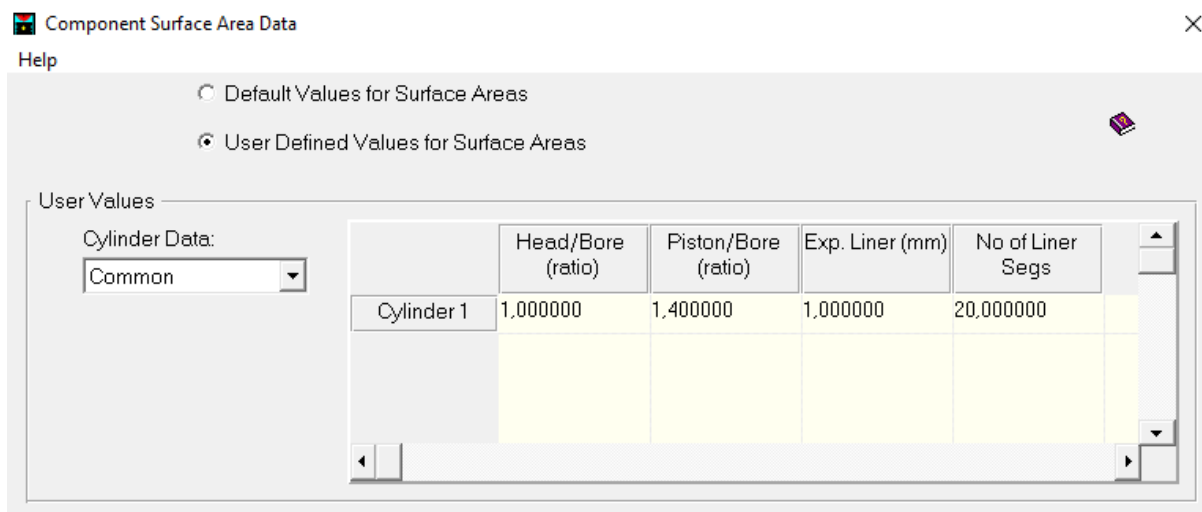 Component Surface Area Data
Help
Default Values for Surface Areas
User Defined Values for Surface Areas
User Values
Cylinder Data:
Common
Head/Bore (ratio)
Piston/Bore (ratio)
Exp. Liner (mm)
No of Liner Segs
Cylinder 1 1,000000 1,400000 1,000000 20,000000